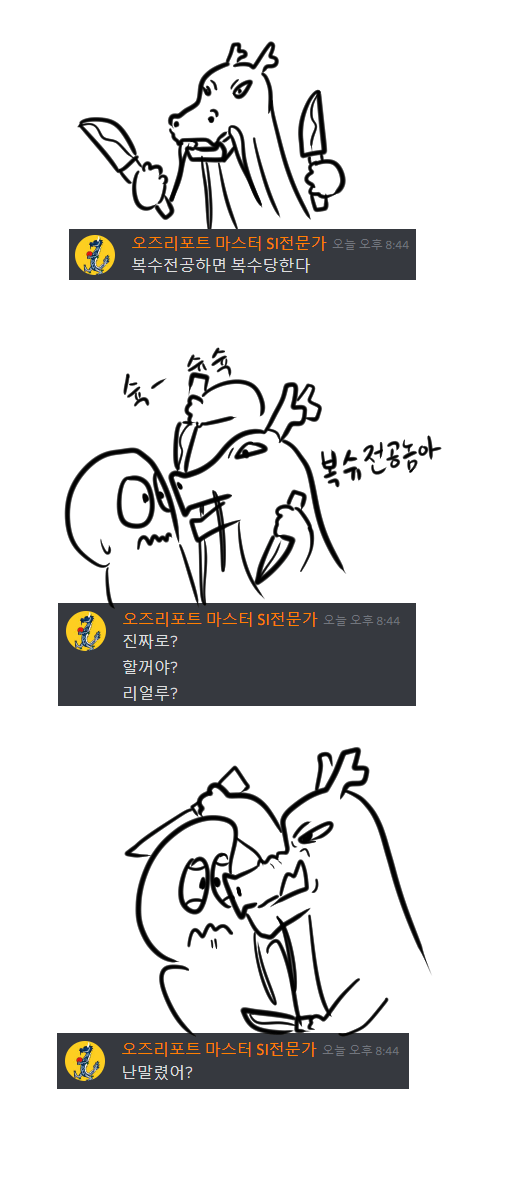 오즈리포트 마스터 SI전문가 오늘 오후 8:44
복수전공하면 복수당한다
슉-
슈슉
복슈전공놈아
오즈리포트 마스터 SI전문가 오늘 오후 8:44
진짜로?
할꺼야?
리얼루?
오즈리포트 마스터 SI전문가 오늘 오후 8:44
난말렸어?